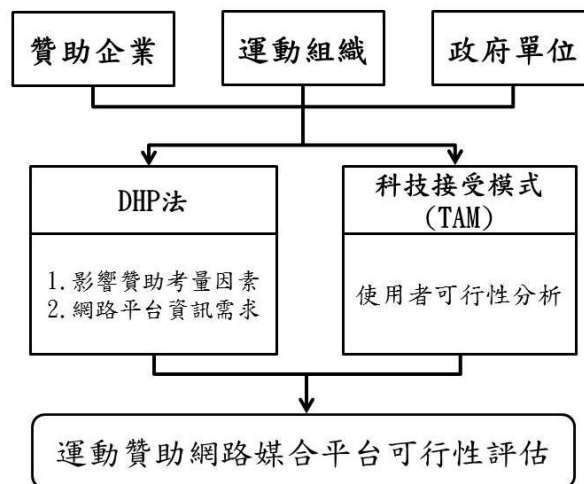 贊助企業
運動組織
政府單位
DHP法
1.影響贊助考量因素
2.網路平台資訊需求
科技接受模式
(TAM)
使用者可行性分析
運動贊助網路媒合平台可行性評估